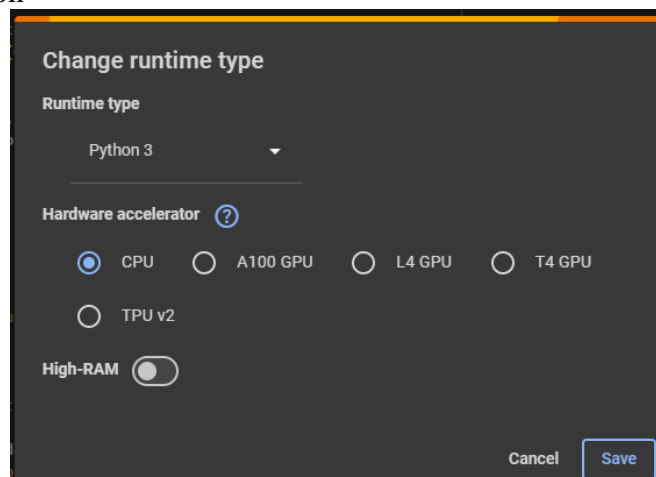 Change runtime type
Runtime type
Python 3
Hardware accelerator ?
CPU A100 GPU L4 GPU T4 GPU
TPU v2
High-RAM
Cancel Save